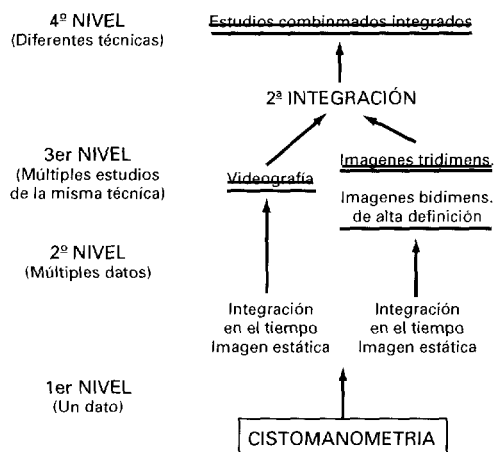 4º NIVEL
(Diferentes técnicas)
Estudios combinmados integrados
2ª INTEGRACIÓN
3er NIVEL
(Múltiples estudios
de la misma técnica)
Videografía
Imagenes tridimens.
Imagenes bidimens.
de alta definición
2º NIVEL
(Múltiples datos)
Integración
en el tiempo
Imagen estática
Integración
en el tiempo
Imagen estática
1er NIVEL
(Un dato)
CISTOMANOMETRIA